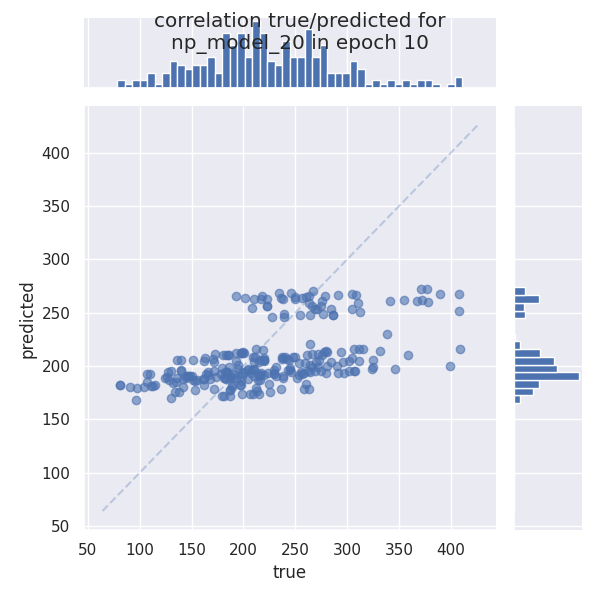 correlation true/predicted for
np_model_20 in epoch 10
400
350
300
250
200
150
100
50
predicted
50 100 150 200 250 300 350 400
true